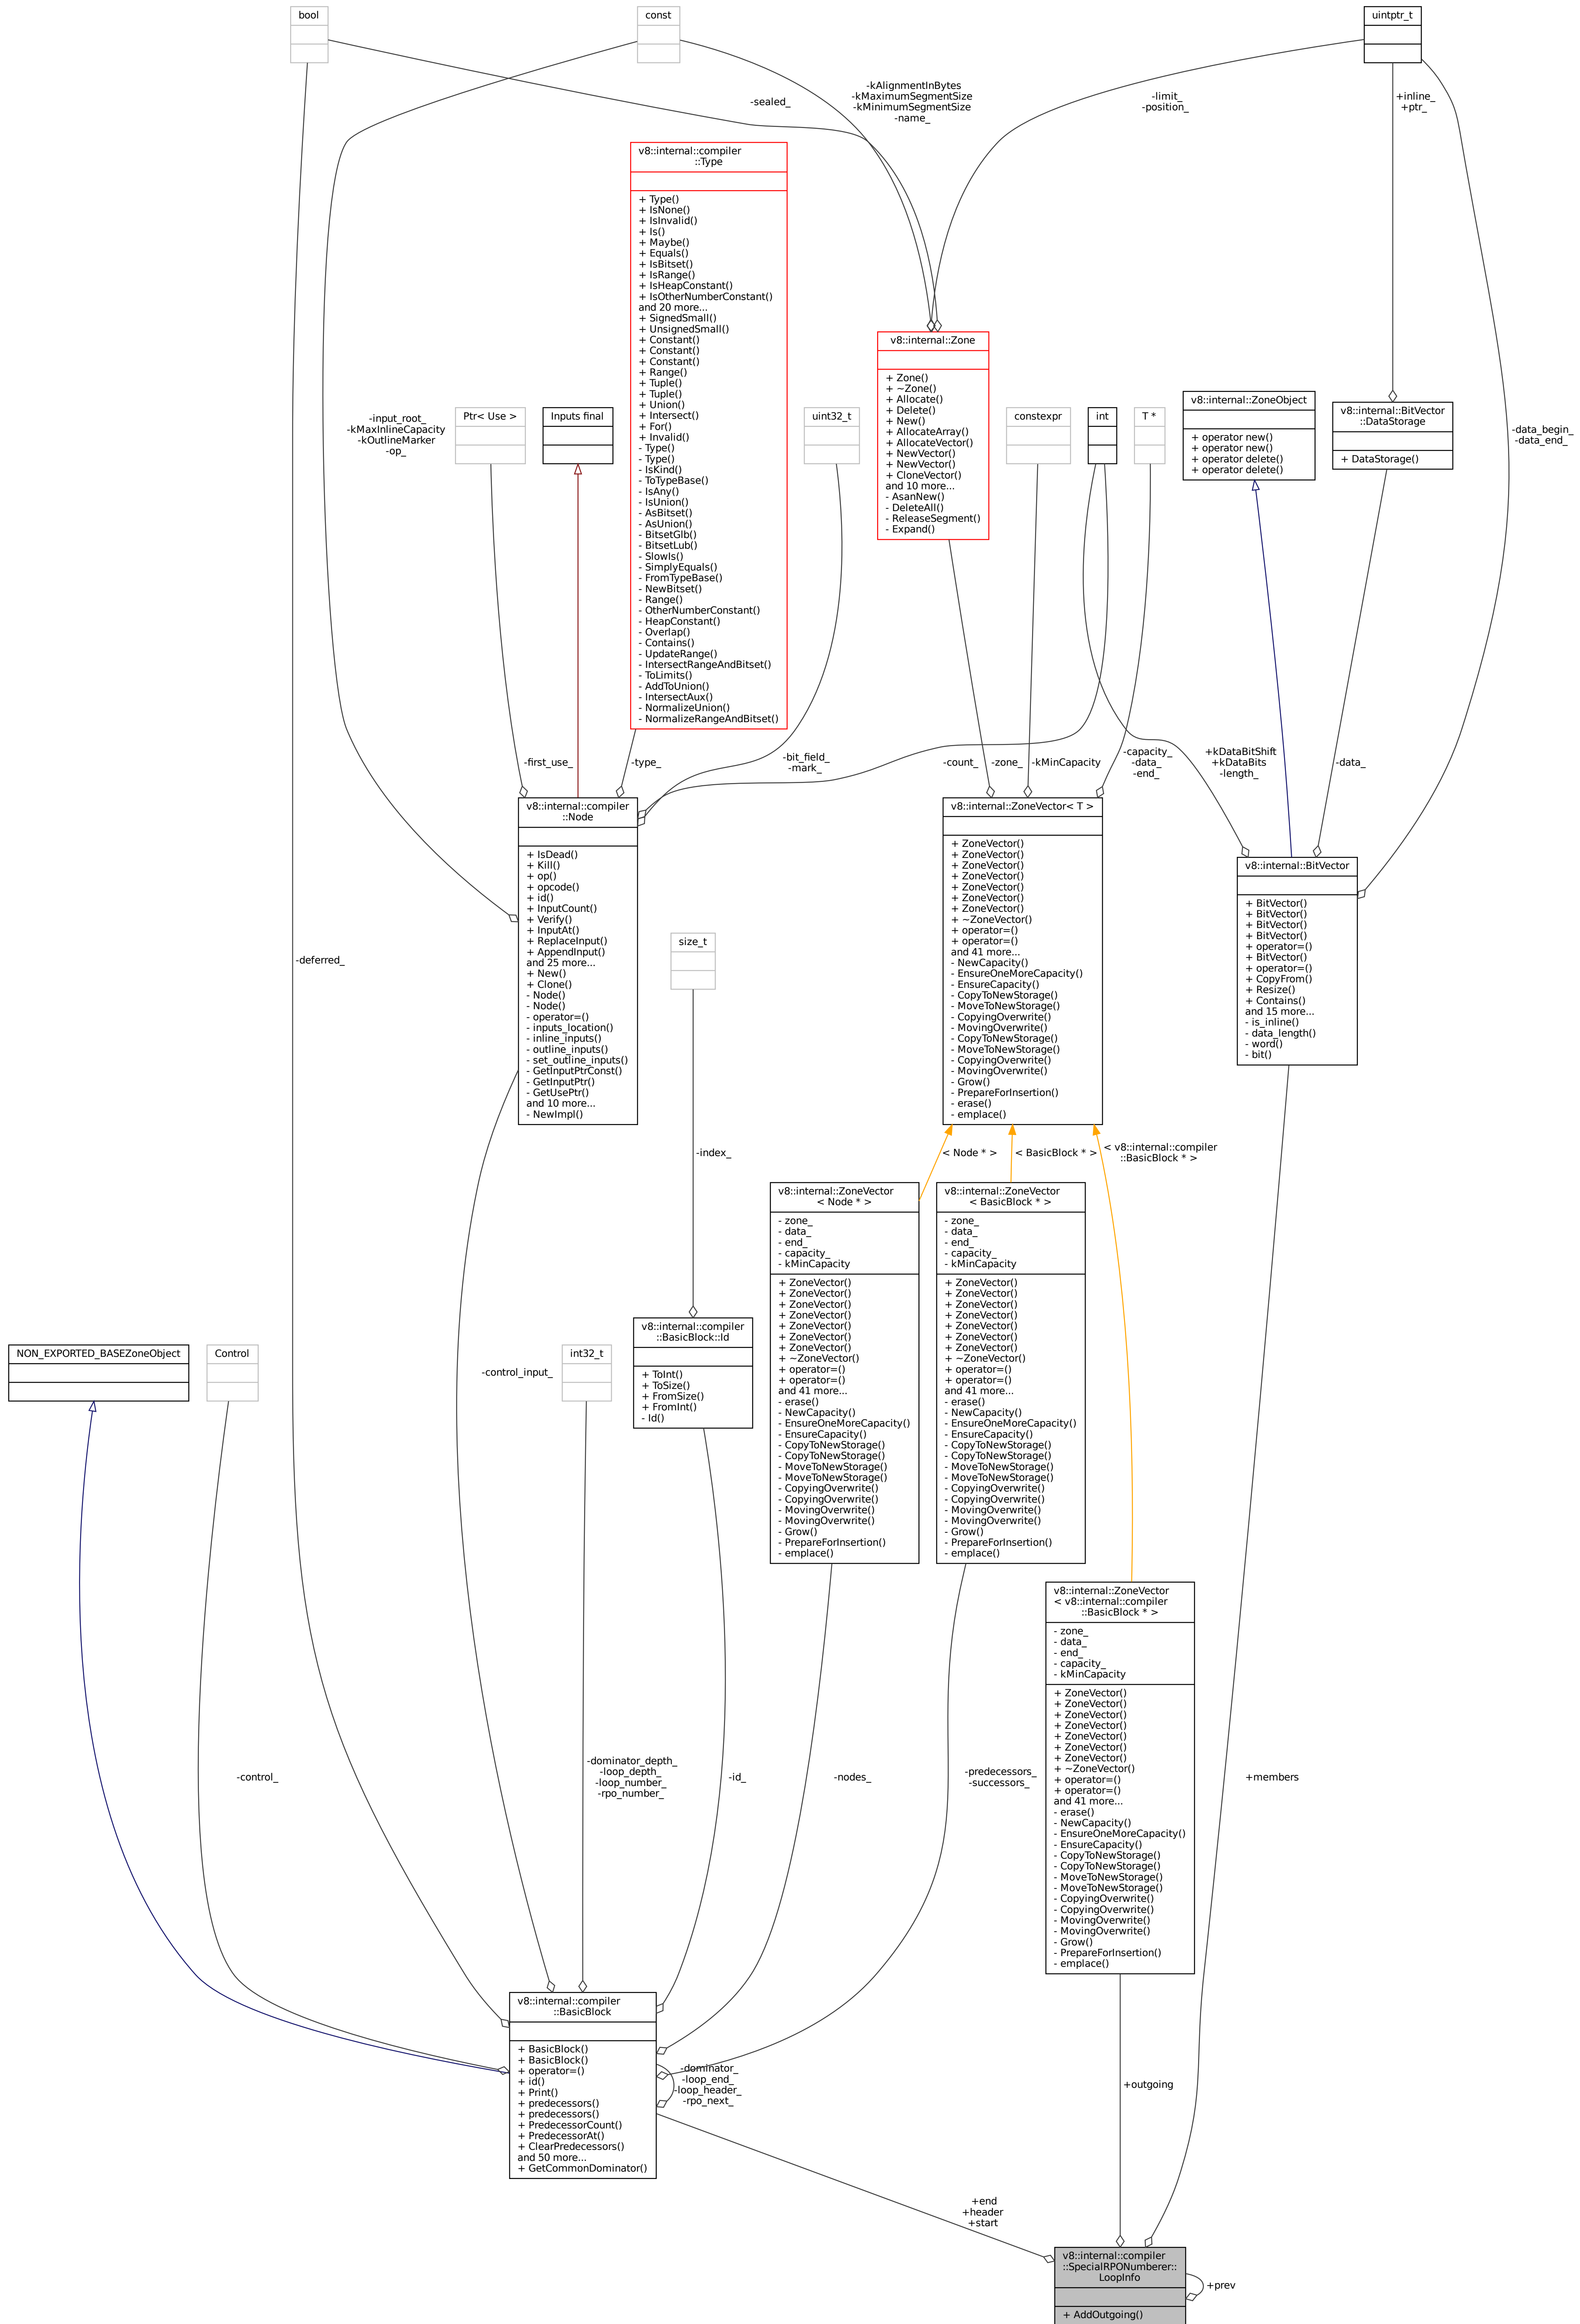 bool
const
uintptr_t
-sealed_
-kAlignmentInBytes
-kMaximumSegmentSize
-kMinimumSegmentSize
-name_
-limit_
-position_
+inline_
+ptr_
v8::internal::compiler
::Type
+ Type()
+ IsNone()
+ IsInvalid()
+ Is()
+ Maybe()
+ Equals()
+ IsBitset()
+ IsRange()
+ IsHeapConstant()
+ IsOtherNumberConstant()
and 20 more...
+ SignedSmall()
+ UnsignedSmall()
+ Constant()
+ Constant()
+ Constant()
+ Range()
+ Tuple()
+ Tuple()
+ Union()
+ Intersect()
+ For()
+ Invalid()
- Type()
- Type()
- IsKind()
- ToTypeBase()
- IsAny()
- IsUnion()
- AsBitset()
- AsUnion()
- BitsetGlb()
- BitsetLub()
- SlowIs()
- SimplyEquals()
- FromTypeBase()
- NewBitset()
- Range()
- OtherNumberConstant()
- HeapConstant()
- Overlap()
- Contains()
- UpdateRange()
- IntersectRangeAndBitset()
- ToLimits()
- AddToUnion()
- IntersectAux()
- NormalizeUnion()
- NormalizeRangeAndBitset()
v8::internal::Zone
+ Zone()
+ ~Zone()
+ Allocate()
+ Delete()
+ New()
+ AllocateArray()
+ AllocateVector()
+ NewVector()
+ NewVector()
+ CloneVector()
and 10 more...
- AsanNew()
- DeleteAll()
- ReleaseSegment()
- Expand()
-input_root_
-kMaxInlineCapacity
-kOutlineMarker
-op_
Ptr< Use >
Inputs final
uint32_t
constexpr
int
T *
v8::internal::ZoneObject
+ operator new()
+ operator new()
+ operator delete()
+ operator delete()
v8::internal::BitVector
::DataStorage
+ DataStorage()
-data_begin_
-data_end_
-first_use_
-type_
-bit_field_
-mark_
-count_
-zone_
-kMinCapacity
-capacity_
-data_
-end_
+kDataBitShift
+kDataBits
-length_
-data_
v8::internal::compiler
::Node
+ IsDead()
+ Kill()
+ op()
+ opcode()
+ id()
+ InputCount()
+ Verify()
+ InputAt()
+ ReplaceInput()
+ AppendInput()
and 25 more...
+ New()
+ Clone()
- Node()
- Node()
- operator=()
- inputs_location()
- inline_inputs()
- outline_inputs()
- set_outline_inputs()
- GetInputPtrConst()
- GetInputPtr()
- GetUsePtr()
and 10 more...
- NewImpl()
v8::internal::ZoneVector< T >
+ ZoneVector()
+ ZoneVector()
+ ZoneVector()
+ ZoneVector()
+ ZoneVector()
+ ZoneVector()
+ ZoneVector()
+ ~ZoneVector()
+ operator=()
+ operator=()
and 41 more...
- NewCapacity()
- EnsureOneMoreCapacity()
- EnsureCapacity()
- CopyToNewStorage()
- MoveToNewStorage()
- CopyingOverwrite()
- MovingOverwrite()
- CopyToNewStorage()
- MoveToNewStorage()
- CopyingOverwrite()
- MovingOverwrite()
- Grow()
- PrepareForInsertion()
- erase()
- emplace()
v8::internal::BitVector
+ BitVector()
+ BitVector()
+ BitVector()
+ BitVector()
+ operator=()
+ BitVector()
+ operator=()
+ CopyFrom()
+ Resize()
+ Contains()
and 15 more...
- is_inline()
- data_length()
- word()
- bit()
-deferred_
size_t
-index_
< Node * >
< BasicBlock * >
< v8::internal::compiler
::BasicBlock * >
v8::internal::ZoneVector
< Node * >
- zone_
- data_
- end_
- capacity_
- kMinCapacity
+ ZoneVector()
+ ZoneVector()
+ ZoneVector()
+ ZoneVector()
+ ZoneVector()
+ ZoneVector()
+ ZoneVector()
+ ~ZoneVector()
+ operator=()
+ operator=()
and 41 more...
- erase()
- NewCapacity()
- EnsureOneMoreCapacity()
- EnsureCapacity()
- CopyToNewStorage()
- CopyToNewStorage()
- MoveToNewStorage()
- MoveToNewStorage()
- CopyingOverwrite()
- CopyingOverwrite()
- MovingOverwrite()
- MovingOverwrite()
- Grow()
- PrepareForInsertion()
- emplace()
v8::internal::ZoneVector
< BasicBlock * >
- zone_
- data_
- end_
- capacity_
- kMinCapacity
+ ZoneVector()
+ ZoneVector()
+ ZoneVector()
+ ZoneVector()
+ ZoneVector()
+ ZoneVector()
+ ZoneVector()
+ ~ZoneVector()
+ operator=()
+ operator=()
and 41 more...
- erase()
- NewCapacity()
- EnsureOneMoreCapacity()
- EnsureCapacity()
- CopyToNewStorage()
- CopyToNewStorage()
- MoveToNewStorage()
- MoveToNewStorage()
- CopyingOverwrite()
- CopyingOverwrite()
- MovingOverwrite()
- MovingOverwrite()
- Grow()
- PrepareForInsertion()
- emplace()
NON_EXPORTED_BASEZoneObject
Control
-control_input_
int32_t
v8::internal::compiler
::BasicBlock::Id
+ ToInt()
+ ToSize()
+ FromSize()
+ FromInt()
- Id()
v8::internal::ZoneVector
< v8::internal::compiler
::BasicBlock * >
- zone_
- data_
- end_
- capacity_
- kMinCapacity
+ ZoneVector()
+ ZoneVector()
+ ZoneVector()
+ ZoneVector()
+ ZoneVector()
+ ZoneVector()
+ ZoneVector()
+ ~ZoneVector()
+ operator=()
+ operator=()
and 41 more...
- erase()
- NewCapacity()
- EnsureOneMoreCapacity()
- EnsureCapacity()
- CopyToNewStorage()
- CopyToNewStorage()
- MoveToNewStorage()
- MoveToNewStorage()
- CopyingOverwrite()
- CopyingOverwrite()
- MovingOverwrite()
- MovingOverwrite()
- Grow()
- PrepareForInsertion()
- emplace()
-control_
-dominator_depth_
-loop_depth_
-loop_number_
-rpo_number_
-id_
-nodes_
-predecessors_
-successors_
+members
v8::internal::compiler
::BasicBlock
+ BasicBlock()
+ BasicBlock()
+ operator=()
+ id()
+ Print()
+ predecessors()
+ predecessors()
+ PredecessorCount()
+ PredecessorAt()
+ ClearPredecessors()
and 50 more...
+ GetCommonDominator()
-dominator_
-loop_end_
-loop_header_
-rpo_next_
+outgoing
+end
+header
+start
v8::internal::compiler
::SpecialRPONumberer::
LoopInfo
+ AddOutgoing()
+prev